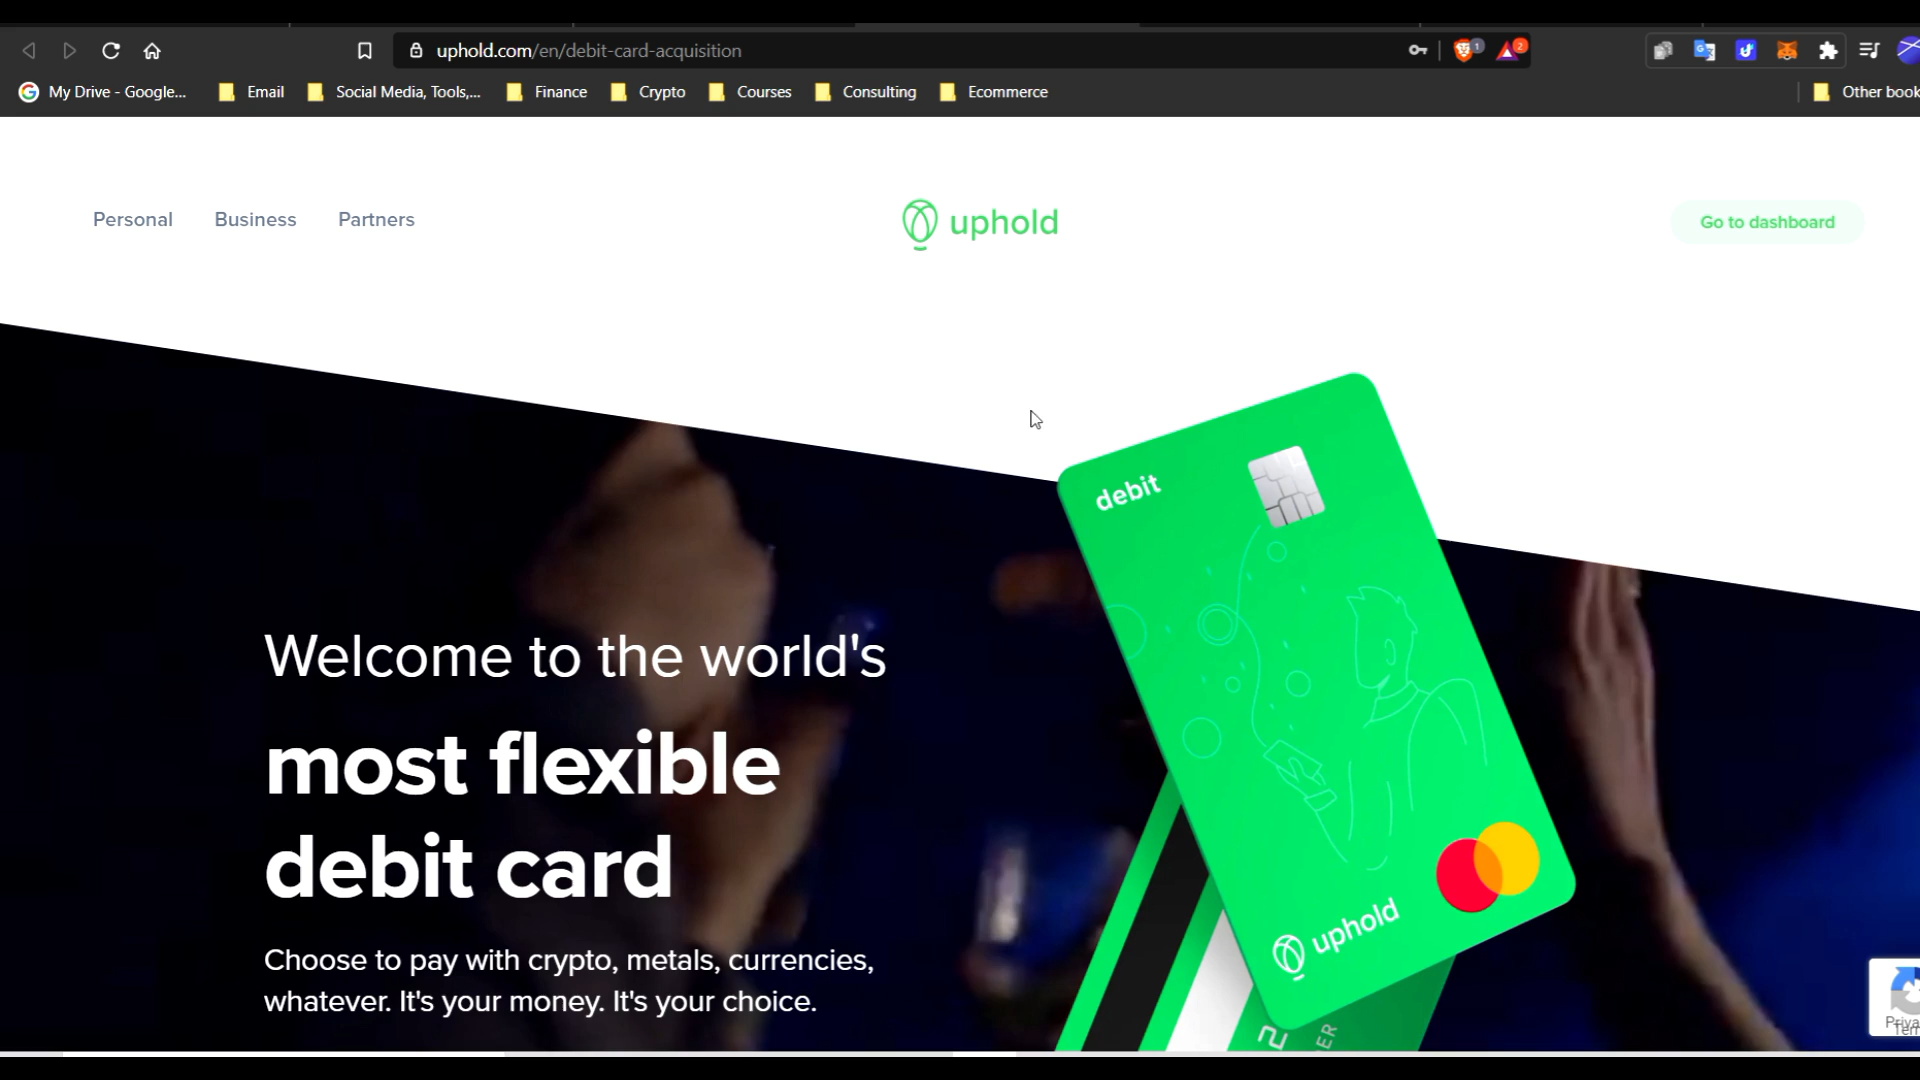 uphold.com/en/debit-card-acquisition
1
2
My Drive - Google...
Email
Social Media, Tools,...
Finance
Crypto
Courses
Consulting
Ecommerce
Other book
Personal
Business
Partners
uphold
Go to dashboard
debit
Welcome to the world's
most flexible
debit card
Choose to pay with crypto, metals, currencies,
whatever. It's your money. It's your choice.
uphold